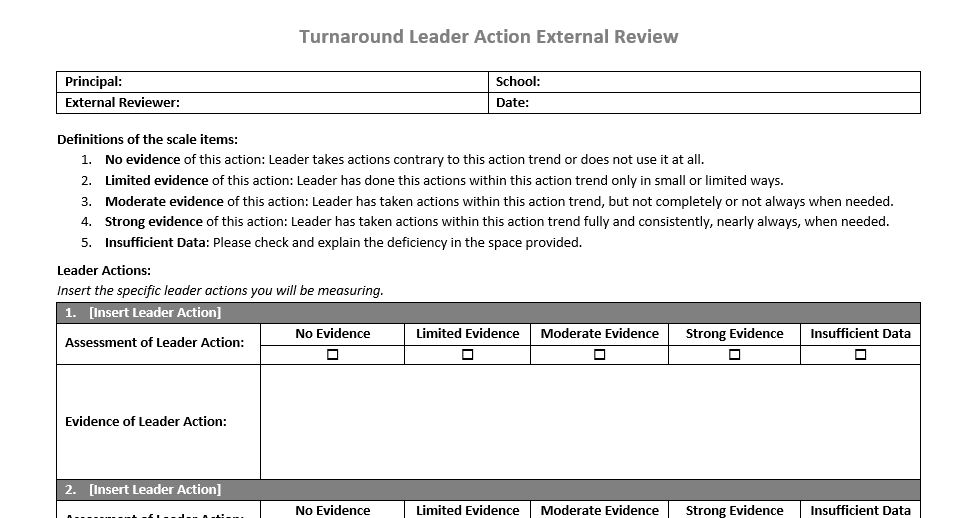 Turnaround Leader Action External Review
Principal: School:
External Reviewer: Date:
Definitions of the scale items:
1. No evidence of this action: Leader takes actions contrary to this action trend or does not use it at all.
2. Limited evidence of this action: Leader has done this actions within this action trend only in small or limited ways.
3. Moderate evidence of this action: Leader has taken actions within this action trend, but not completely or not always when needed.
4. Strong evidence of this action: Leader has taken actions within this action trend fully and consistently, nearly always, when needed.
5. Insufficient Data: Please check and explain the deficiency in the space provided.
Leader Actions:
Insert the specific leader actions you will be measuring.
1. [Insert Leader Action]
Assessment of Leader Action: No Evidence Limited Evidence Moderate Evidence Strong Evidence Insufficient Data
☐ ☐ ☐ ☐ ☐
Evidence of Leader Action:
2. [Insert Leader Action]
No Evidence Limited Evidence Moderate Evidence Strong Evidence Insufficient Data
Assessment of Leader Action: